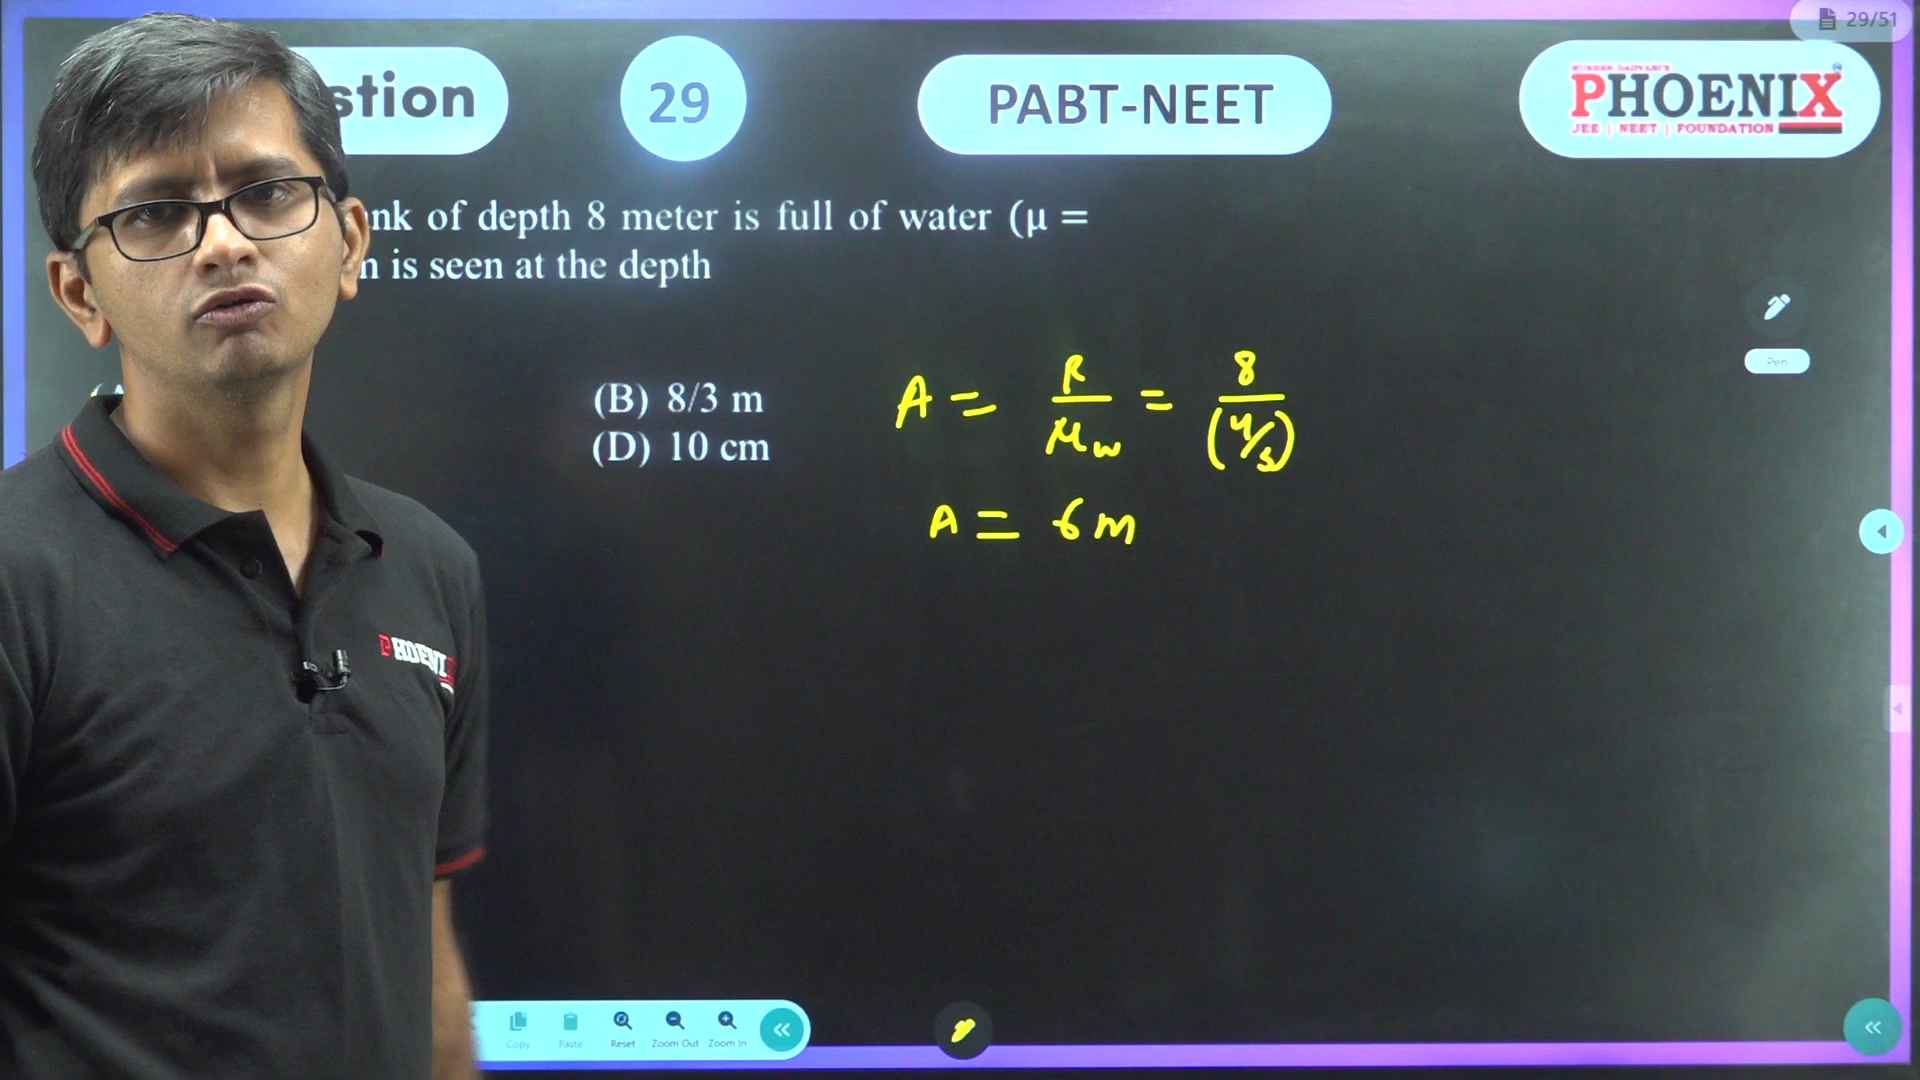 29/51
stion
29
PABT-NEET
PHOENIX
JEE | NEET | FOUNDATION
nk of depth 8 meter is full of water (μ =
n is seen at the depth
(B) 8/3 m
(D) 10 cm
A = R/μw = 8/(4/3)
A = 6 m
Pen
PHOENIX
Copy Paste Reset Zoom Out Zoom In